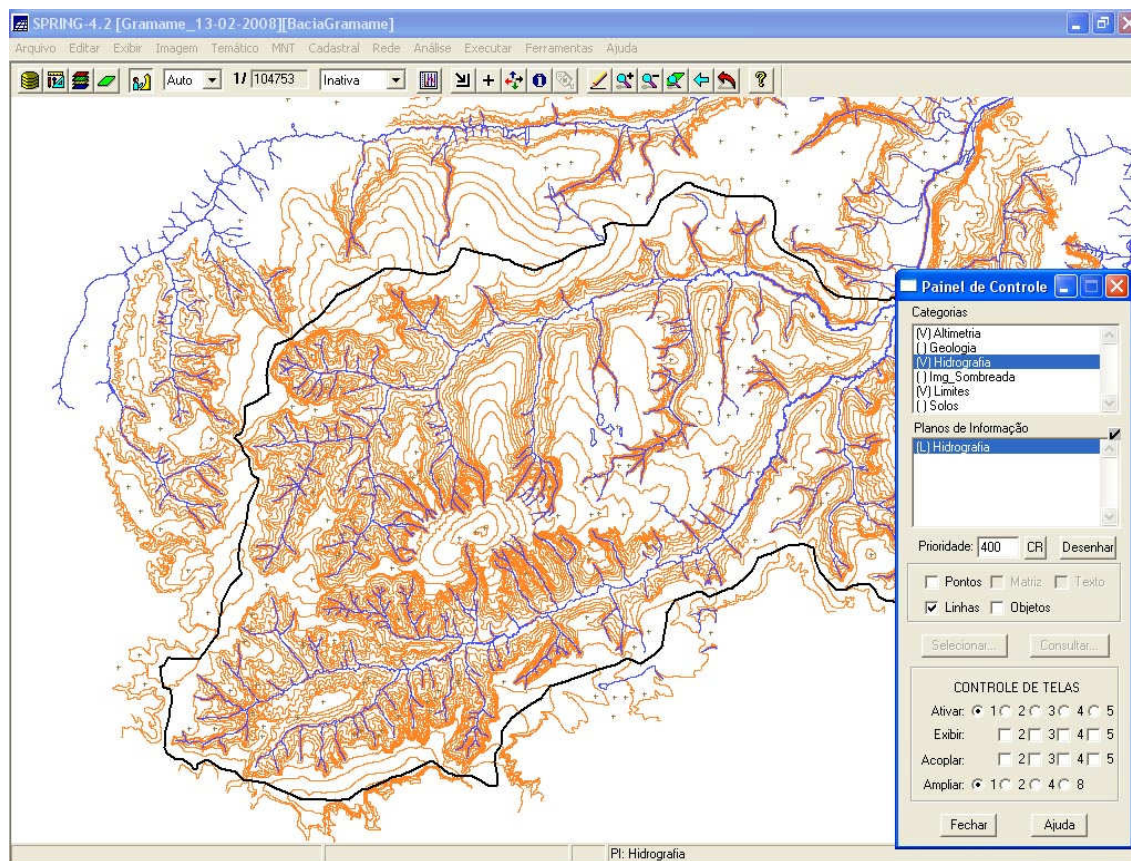 SPRING-4.2 [Gramame_13-02-2008][BaciaGramame]
Arquivo Editar Exibir Imagem Temático MNT Cadastral Rede Análise Executar Ferramentas Ajuda
Auto 1/ 104753 Inativa ?
Painel de Controle
Categorias
(V) Altimetria
( ) Geologia
(V) Hidrografia
( ) Img_Sombreada
(V) Limites
( ) Solos
Planos de Informação
(L) Hidrografia
Prioridade: 400 CR Desenhar
Pontos Matriz Texto
Linhas Objetos
Selecionar... Consultar...
CONTROLE DE TELAS
Ativar: 1 2 3 4 5
Exibir: 2 3 4 5
Acoplar: 2 3 4 5
Ampliar: 1 2 4 8
Fechar Ajuda
PI: Hidrografia